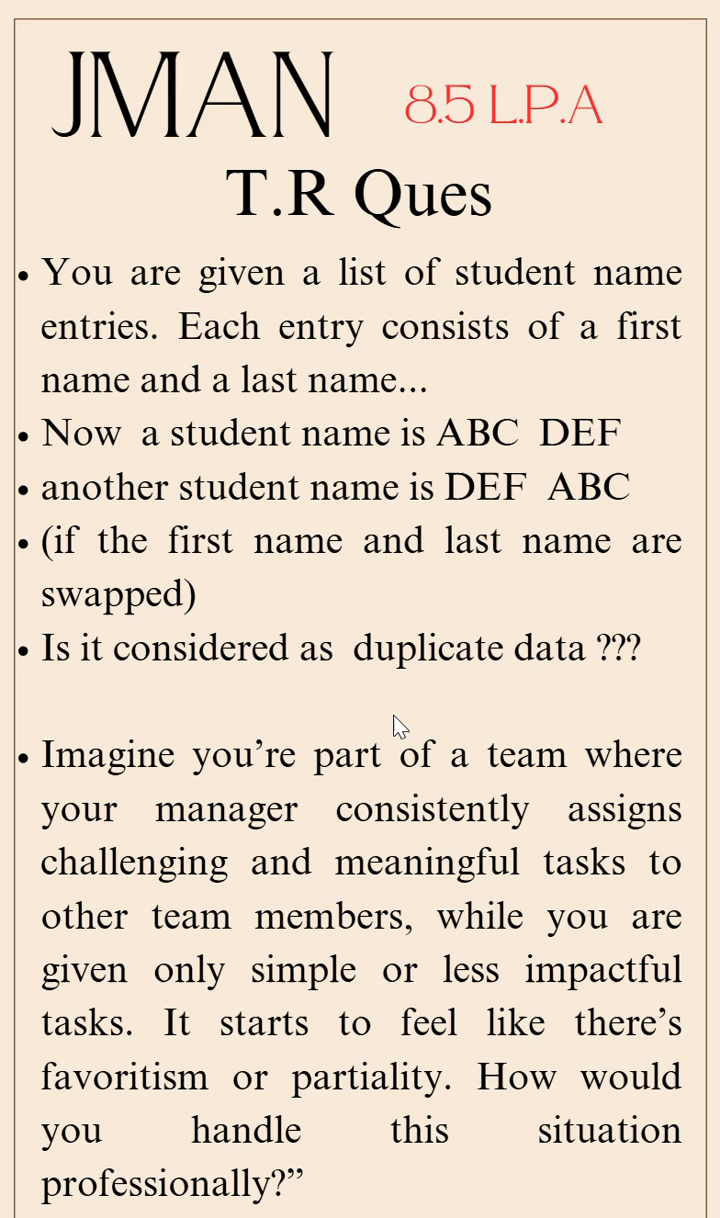 JMAN 8.5 L.P.A
T.R Ques
• You are given a list of student name
entries. Each entry consists of a first
name and a last name...
• Now a student name is ABC DEF
• another student name is DEF ABC
• (if the first name and last name are
swapped)
• Is it considered as duplicate data ???
• Imagine you’re part of a team where
your manager consistently assigns
challenging and meaningful tasks to
other team members, while you are
given only simple or less impactful
tasks. It starts to feel like there’s
favoritism or partiality. How would
you handle this situation
professionally?”